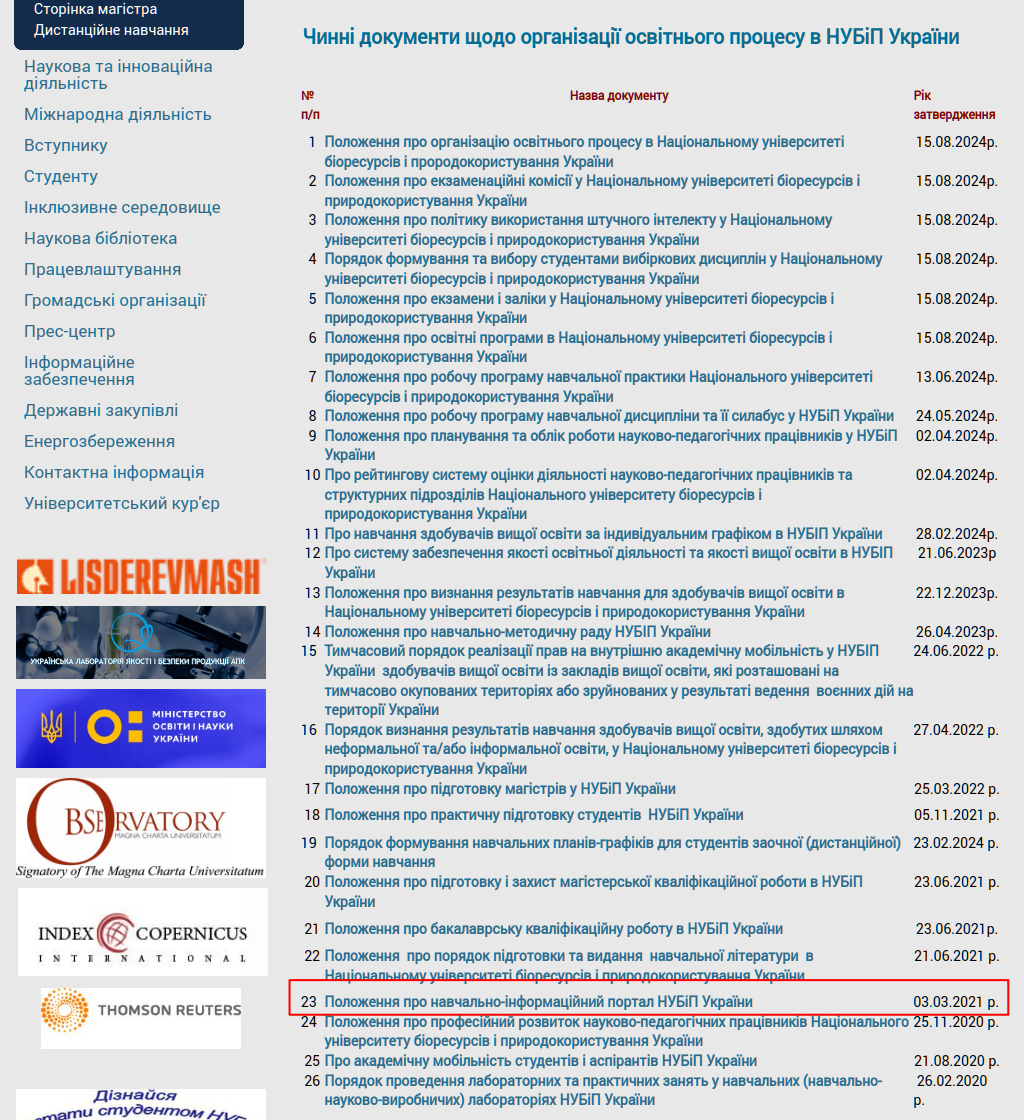 Сторінка магістра
Дистанційне навчання
Наукова та інноваційна
діяльність
Міжнародна діяльність
Вступнику
Студенту
Інклюзивне середовище
Наукова бібліотека
Працевлаштування
Громадські організації
Прес-центр
Інформаційне
забезпечення
Державні закупівлі
Енергозбереження
Контактна інформація
Університетський кур'єр
LISDEREVMASH
УКРАЇНСЬКА ЛАБОРАТОРІЯ ЯКОСТІ І БЕЗПЕКИ ПРОДУКЦІЇ АПК
МІНІСТЕРСТВО
ОСВІТИ І НАУКИ
УКРАЇНИ
OBSERVATORY
MAGNA CHARTA UNIVERSITATUM
Signatory of The Magna Charta Universitatum
INDEX COPERNICUS
INTERNATIONAL
THOMSON REUTERS
Дізнайся
Чинні документи щодо організації освітнього процесу в НУБіП України
№ Назва документу Рік
п/п затвердження
1 Положення про організацію освітнього процесу в Національному університеті 15.08.2024р.
біоресурсів і прородокористування України
2 Положення про екзаменаційні комісії у Національному університеті біоресурсів і 15.08.2024р.
природокористування України
3 Положення про політику використання штучного інтелекту у Національному 15.08.2024р.
університеті біоресурсів і природокористування України
4 Порядок формування та вибору студентами вибіркових дисциплін у Національному 15.08.2024р.
університеті біоресурсів і природокористування України
5 Положення про екзамени і заліки у Національному університеті біоресурсів і 15.08.2024р.
природокористування України
6 Положення про освітні програми в Національному університеті біоресурсів і 15.08.2024р.
природокористування України
7 Положення про робочу програму навчальної практики Національного університеті 13.06.2024р.
біоресурсів і природокористування України
8 Положення про робочу програму навчальної дисципліни та її силабус у НУБіП України 24.05.2024р.
9 Положення про планування та облік роботи науково-педагогічних працівників у НУБіП 02.04.2024р.
України
10 Про рейтингову систему оцінки діяльності науково-педагогічних працівників та 02.04.2024р.
структурних підрозділів Національного університету біоресурсів і
природокористування України
11 Про навчання здобувачів вищої освіти за індивідуальним графіком в НУБІП України 28.02.2024р.
12 Про систему забезпечення якості освітньої діяльності та якості вищої освіти в НУБІП 21.06.2023р
України
13 Положення про визнання результатів навчання для здобувачів вищої освіти в 22.12.2023р.
Національному університеті біоресурсів і природокористування України
14 Положення про навчально-методичну раду НУБІП України 26.04.2023р.
15 Тимчасовий порядок реалізації прав на внутрішню академічну мобільність у НУБІП 24.06.2022 р.
України здобувачів вищої освіти із закладів вищої освіти, які розташовані на
тимчасово окупованих територіях або зруйнованих у результаті ведення воєнних дій на
території України
16 Порядок визнання результатів навчання здобувачів вищої освіти, здобутих шляхом 27.04.2022 р.
неформальної та/або інформальної освіти, у Національному університеті біоресурсів і
природокористування України
17 Положення про підготовку магістрів у НУБіП України 25.03.2022 р.
18 Положення про практичну підготовку студентів НУБіП України 05.11.2021 р.
19 Порядок формування навчальних планів-графіків для студентів заочної (дистанційної) 23.02.2024 р.
форми навчання
20 Положення про підготовку і захист магістерської кваліфікаційної роботи в НУБіП 23.06.2021 р.
України
21 Положення про бакалаврську кваліфікаційну роботу в НУБіП України 23.06.2021р.
22 Положення про порядок підготовки та видання навчальної літератури в 21.06.2021 р.
Національному університеті біоресурсів і природокористування України
23 Положення про навчально-інформаційний портал НУБіП України 03.03.2021 р.
24 Положення про професійний розвиток науково-педагогічних працівників Національного 25.11.2020 р.
університету біоресурсів і природокористування України
25 Про академічну мобільність студентів і аспірантів НУБіП України 21.08.2020 р.
26 Порядок проведення лабораторних та практичних занять у навчальних (навчально- 26.02.2020
науково-виробничих) лабораторіях НУБіП України р.